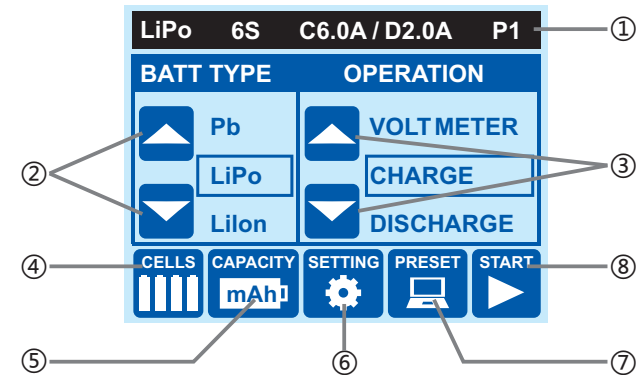 LiPo 6S C6.0A / D2.0A P1 ①
BATT TYPE OPERATION
Pb VOLT METER
② LiPo CHARGE ③
LiIon DISCHARGE
④ CELLS CAPACITY SETTING PRESET START ⑧
mAh
⑤ ⑥ ⑦